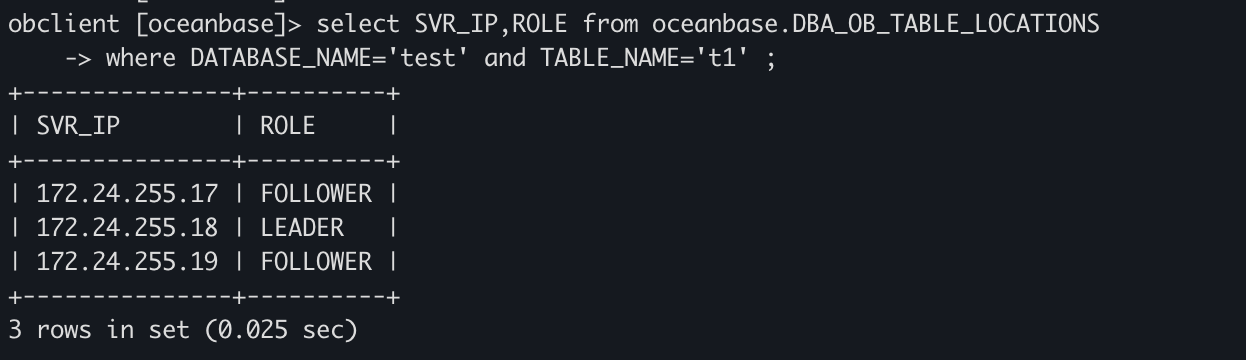 obclient [oceanbase]> select SVR_IP,ROLE from oceanbase.DBA_OB_TABLE_LOCATIONS
    -> where DATABASE_NAME='test' and TABLE_NAME='t1' ;
+---------------+----------+
| SVR_IP        | ROLE     |
+---------------+----------+
| 172.24.255.17 | FOLLOWER |
| 172.24.255.18 | LEADER   |
| 172.24.255.19 | FOLLOWER |
+---------------+----------+
3 rows in set (0.025 sec)